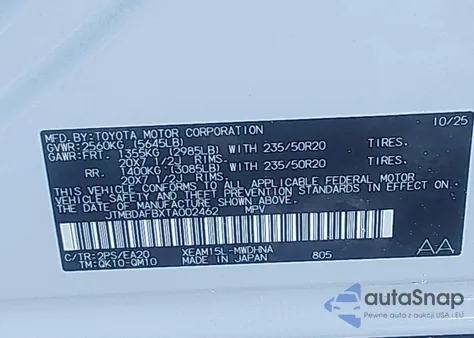 MFD. BY: TOYOTA MOTOR CORPORATION 10/25
GVWR: 2560KG (5645LB)
GAWR: FRT. 1355KG (2985LB) WITH 235/50R20 TIRES.
20X7 1/2J RIMS.
RR. 1400KG (3085LB) WITH 235/50R20 TIRES.
20X7 1/2J RIMS.
THIS VEHICLE CONFORMS TO ALL APPLICABLE FEDERAL MOTOR
VEHICLE SAFETY AND THEFT PREVENTION STANDARDS IN EFFECT
ON THE DATE OF MANUFACTURE SHOWN ABOVE.
JTMBDAFBXTA002462 MPV
C/TR: 2PS/EA20 XEAM15L-MWDHNA AA
TM: QK10-QM10 MADE IN JAPAN 805
autoSnap
Pewne auta z aukcji USA i EU